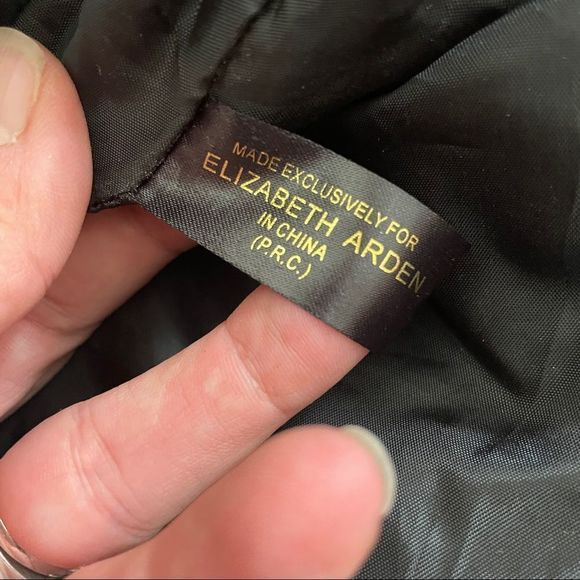 MADE EXCLUSIVELY FOR
ELIZABETH ARDEN
IN CHINA
(P.R.C.)